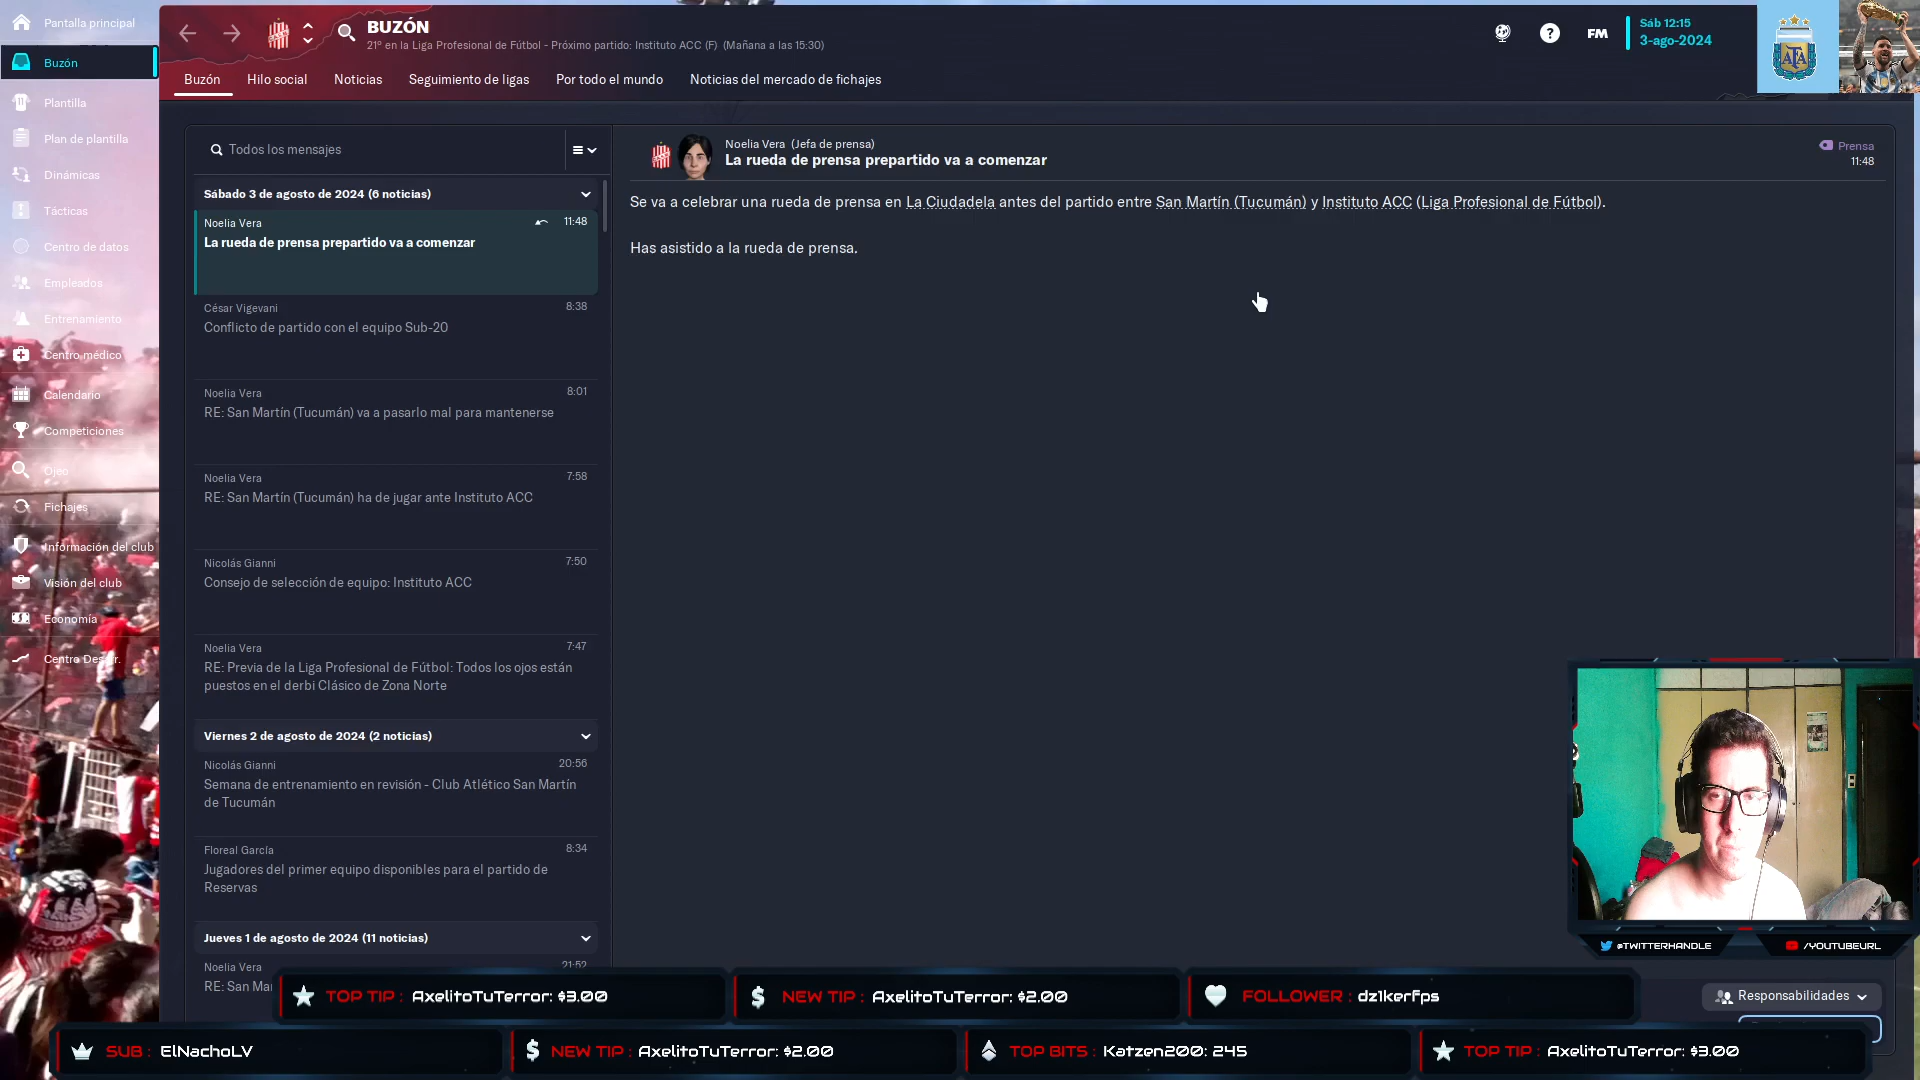 Pantalla principal
Buzón
Plantilla
Plan de plantilla
Dinámicas
Tácticas
Centro de datos
Empleados
Entrenamiento
Centro médico
Calendario
Competiciones
Ojeo
Fichajes
Información del club
Visión del club
Economía
BUZÓN
21º en la Liga Profesional de Fútbol - Próximo partido: Instituto ACC (F) (Mañana a las 15:30)
FM
Sáb 12:15
3-ago-2024
AFA
Buzón
Hilo social
Noticias
Seguimiento de ligas
Por todo el mundo
Noticias del mercado de fichajes
Todos los mensajes
Sábado 3 de agosto de 2024 (6 noticias)
Noelia Vera 11:48
La rueda de prensa prepartido va a comenzar
César Vigevani 8:38
Conflicto de partido con el equipo Sub-20
Noelia Vera 8:01
RE: San Martín (Tucumán) va a pasarlo mal para mantenerse
Noelia Vera 7:58
RE: San Martín (Tucumán) ha de jugar ante Instituto ACC
Nicolás Gianni 7:50
Consejo de selección de equipo: Instituto ACC
Noelia Vera 7:47
RE: Previa de la Liga Profesional de Fútbol: Todos los ojos están
puestos en el derbi Clásico de Zona Norte
Viernes 2 de agosto de 2024 (2 noticias)
Nicolás Gianni 20:56
Semana de entrenamiento en revisión - Club Atlético San Martín
de Tucumán
Floreal García 8:34
Jugadores del primer equipo disponibles para el partido de
Reservas
Jueves 1 de agosto de 2024 (11 noticias)
Noelia Vera 21:52
RE: San Ma
Noelia Vera (Jefa de prensa)
La rueda de prensa prepartido va a comenzar
Prensa
11:48
Se va a celebrar una rueda de prensa en La Ciudadela antes del partido entre San Martín (Tucumán) y Instituto ACC (Liga Profesional de Fútbol).
Has asistido a la rueda de prensa.
@TWITTERHANDLE
/YOUTUBEURL
Responsabilidades
TOP TIP : AxelitoTuTerror: $3.00
NEW TIP : AxelitoTuTerror: $2.00
FOLLOWER : dz1kerfps
SUB : ElNachoLV
NEW TIP : AxelitoTuTerror: $2.00
TOP BITS : Katzen200: 245
TOP TIP : AxelitoTuTerror: $3.00